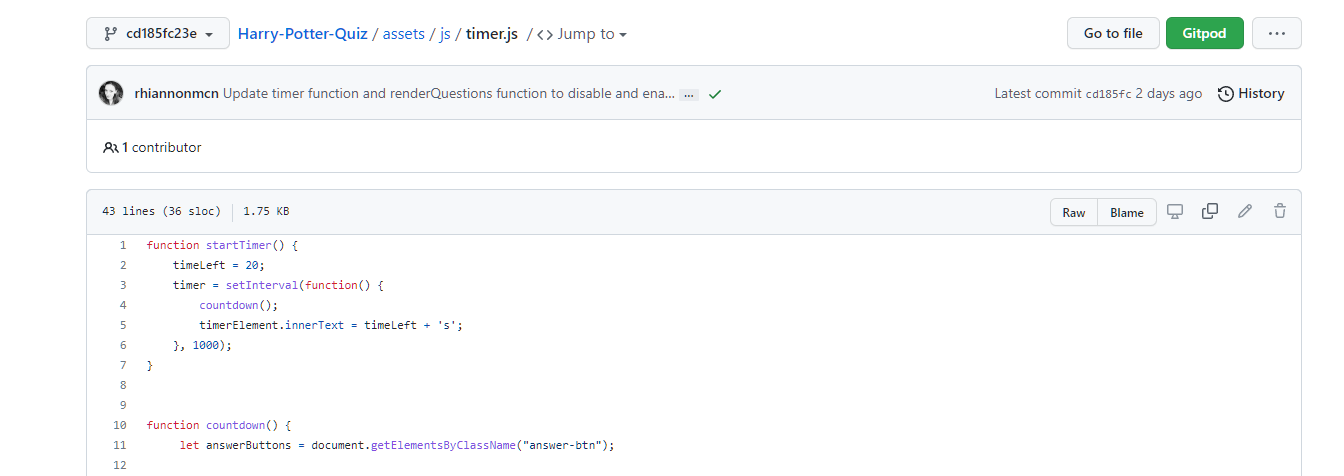 cd185fc23e Harry-Potter-Quiz / assets / js / timer.js / <> Jump to Go to file Gitpod ...
rhiannonmcn Update timer function and renderQuestions function to disable and ena... ... Latest commit cd185fc 2 days ago History
1 contributor
43 lines (36 sloc) 1.75 KB Raw Blame
1 function startTimer() {
2 timeLeft = 20;
3 timer = setInterval(function() {
4 countdown();
5 timerElement.innerText = timeLeft + 's';
6 }, 1000);
7 }
8
9
10 function countdown() {
11 let answerButtons = document.getElementsByClassName("answer-btn");
12